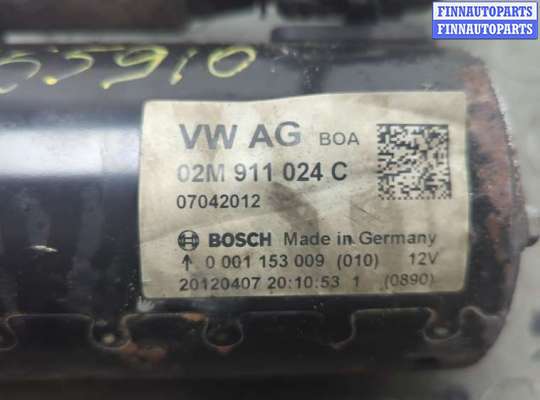 FINNAUTOPARTS
FINNAUTOPARTS
65910
VW AG BOA
02M 911 024 C
07042012
BOSCH Made in Germany
↑ 0 001 153 009 (010) 12V
20120407 20:10:53 1 (0890)